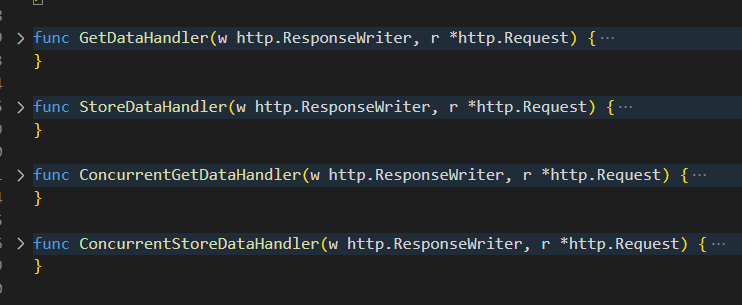 func GetDataHandler(w http.ResponseWriter, r *http.Request) {···
}
func StoreDataHandler(w http.ResponseWriter, r *http.Request) {···
}
func ConcurrentGetDataHandler(w http.ResponseWriter, r *http.Request) {···
}
func ConcurrentStoreDataHandler(w http.ResponseWriter, r *http.Request) {···
}